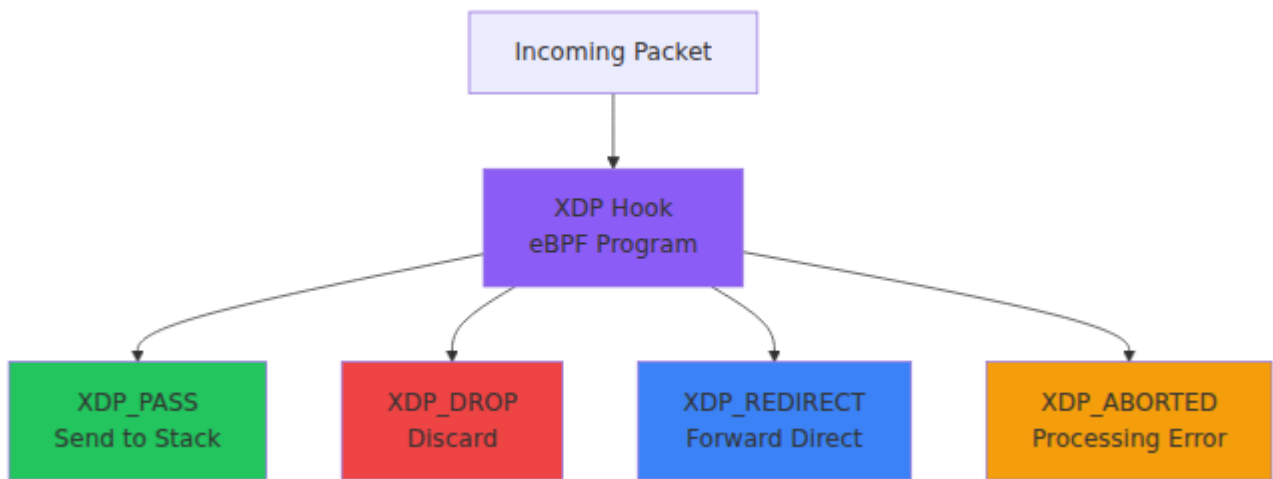 Incoming Packet
XDP Hook
eBPF Program
XDP_PASS
Send to Stack
XDP_DROP
Discard
XDP_REDIRECT
Forward Direct
XDP_ABORTED
Processing Error